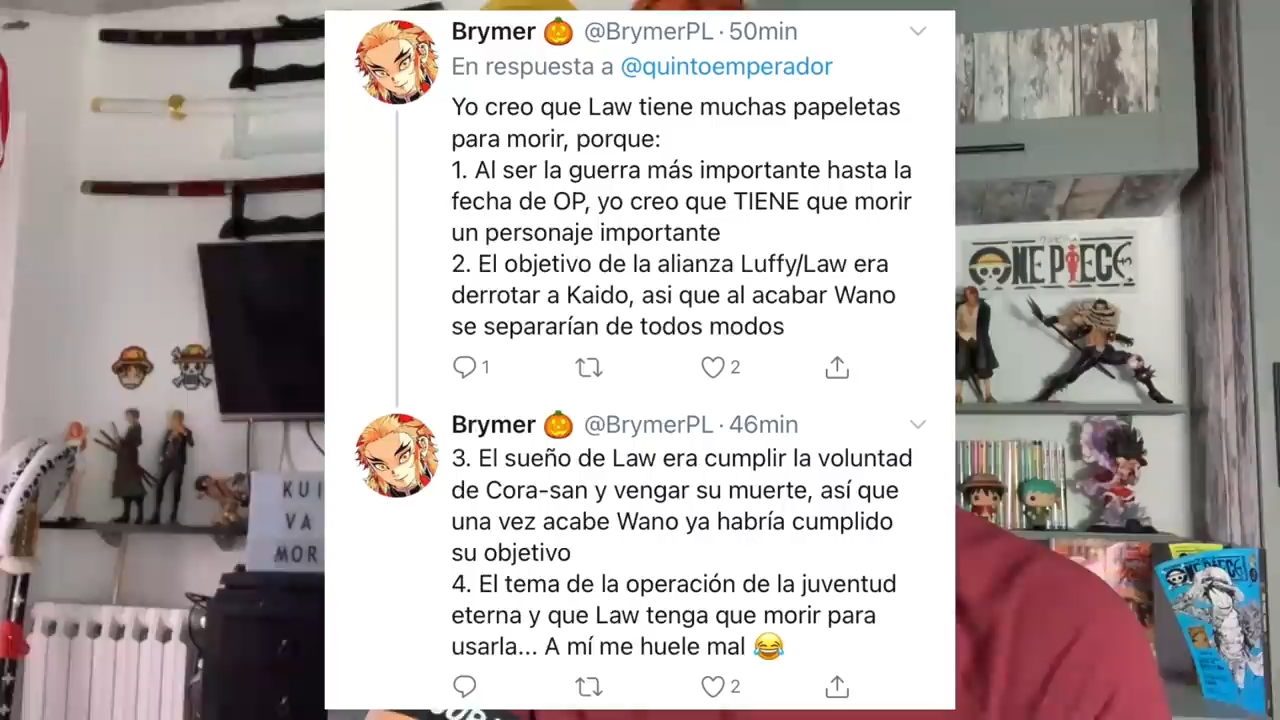 Brymer 🎃 @BrymerPL · 50min
En respuesta a @quintoemperador
Yo creo que Law tiene muchas papeletas
para morir, porque:
1. Al ser la guerra más importante hasta la
fecha de OP, yo creo que TIENE que morir
un personaje importante
2. El objetivo de la alianza Luffy/Law era
derrotar a Kaido, asi que al acabar Wano
se separarían de todos modos
1
2
Brymer 🎃 @BrymerPL · 46min
3. El sueño de Law era cumplir la voluntad
de Cora-san y vengar su muerte, así que
una vez acabe Wano ya habría cumplido
su objetivo
4. El tema de la operación de la juventud
eterna y que Law tenga que morir para
usarla... A mí me huele mal 😂
2
ONE PIECE
KUI
VA
MOR
ONE PIECE